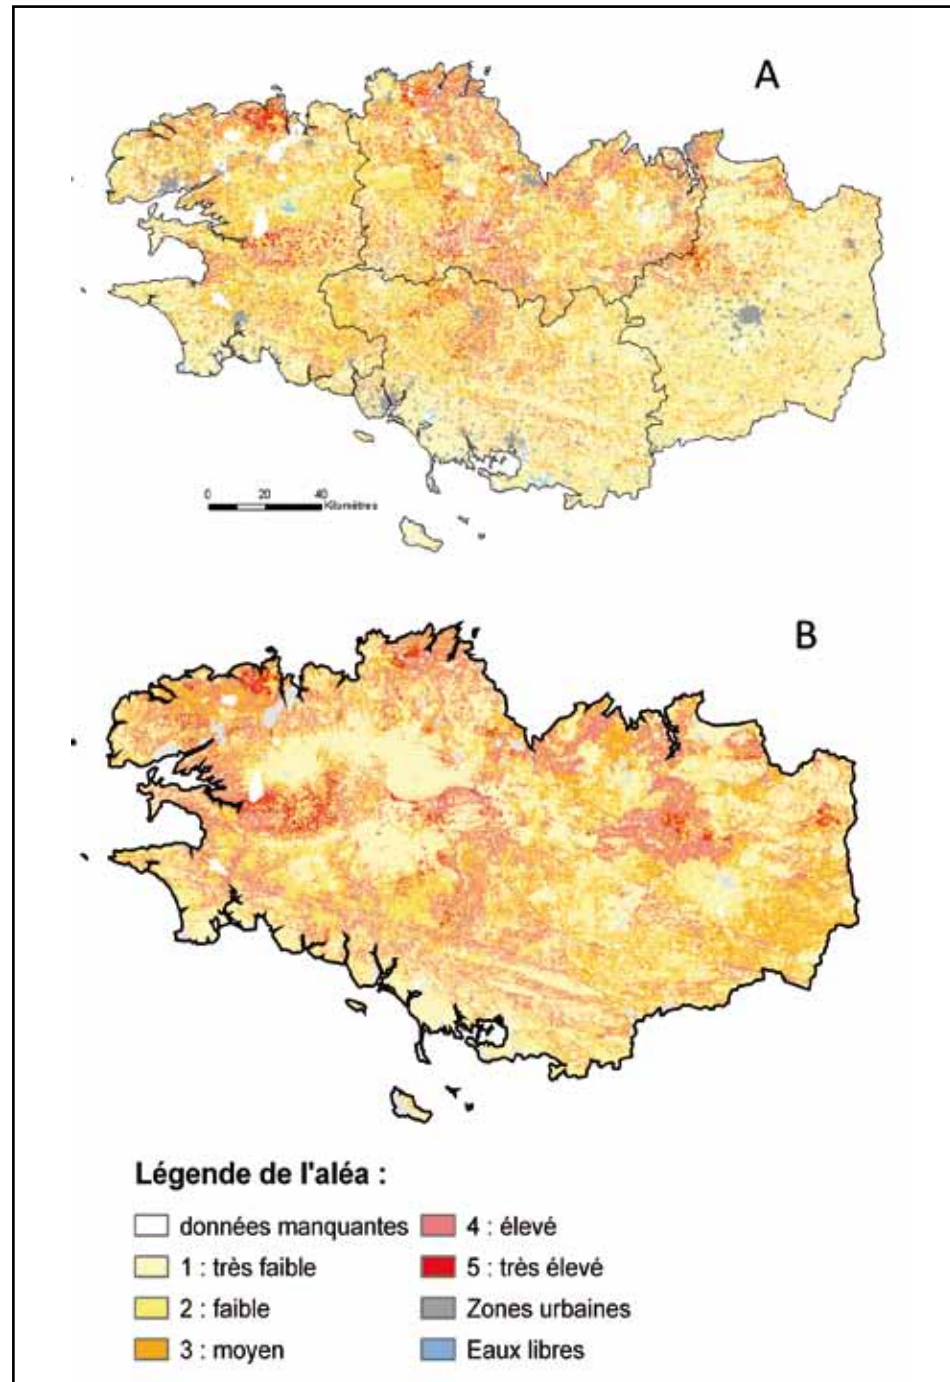 A
0 20 40
Kilomètres
B
Légende de l'aléa :
données manquantes
1 : très faible
2 : faible
3 : moyen
4 : élevé
5 : très élevé
Zones urbaines
Eaux libres